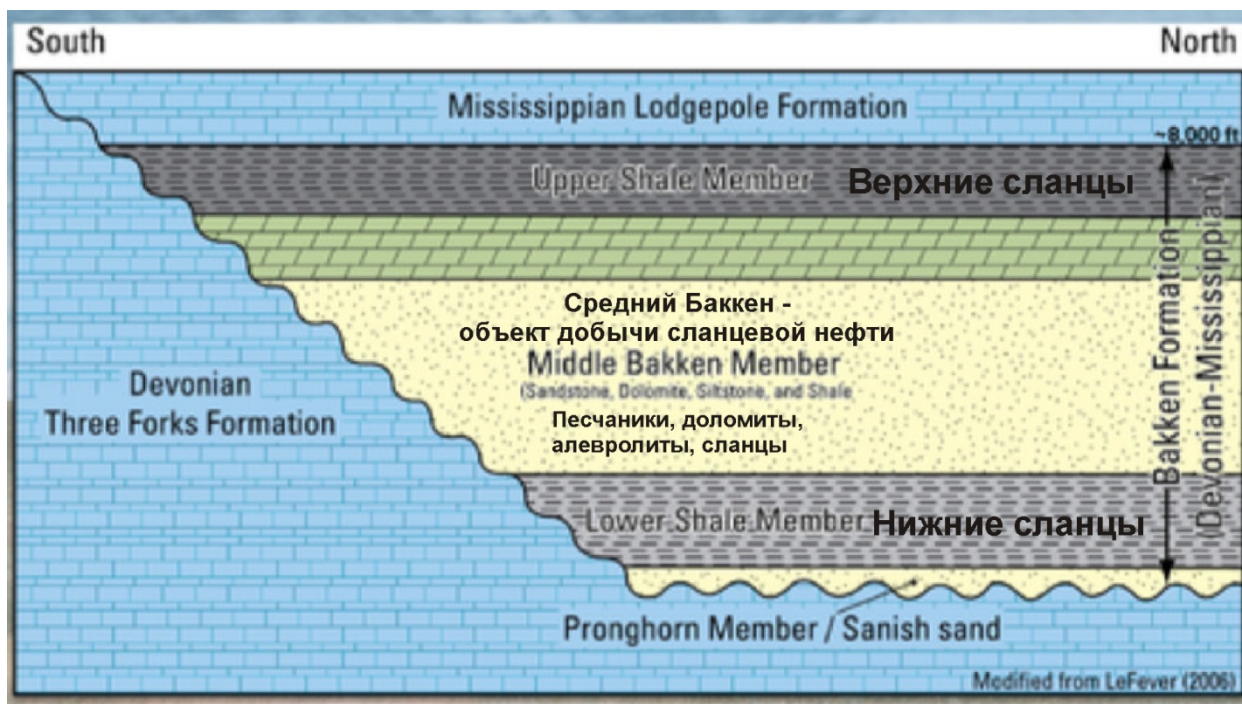 South
North
Mississippian Lodgepole Formation
~8,000 ft
Upper Shale Member
Верхние сланцы
Средний Баккен -
объект добычи сланцевой нефти
Middle Bakken Member
(Sandstone, Dolomite, Siltstone, and Shale
Песчаники, доломиты,
алевролиты, сланцы
Devonian
Three Forks Formation
Bakken Formation
(Devonian-Mississippian)
Lower Shale Member
Нижние сланцы
Pronghorn Member / Sanish sand
Modified from LeFever (2006)